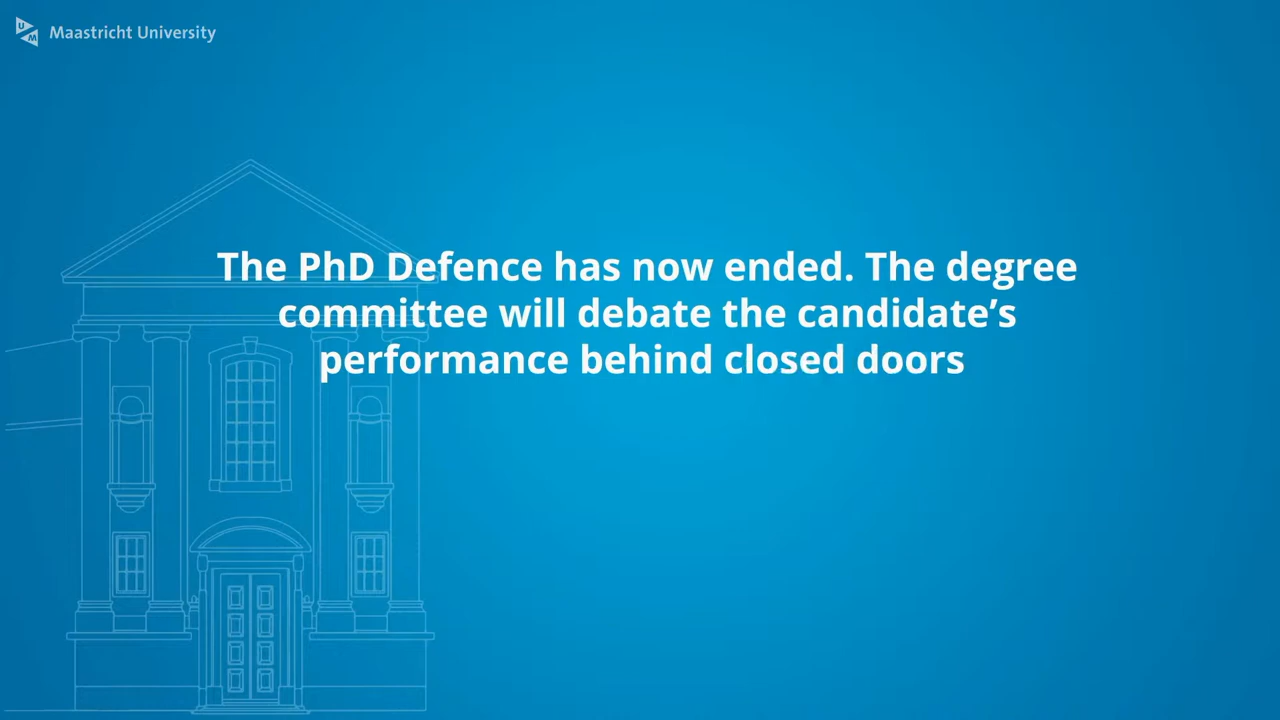 U
M
Maastricht University
The PhD Defence has now ended. The degree
committee will debate the candidate’s
performance behind closed doors